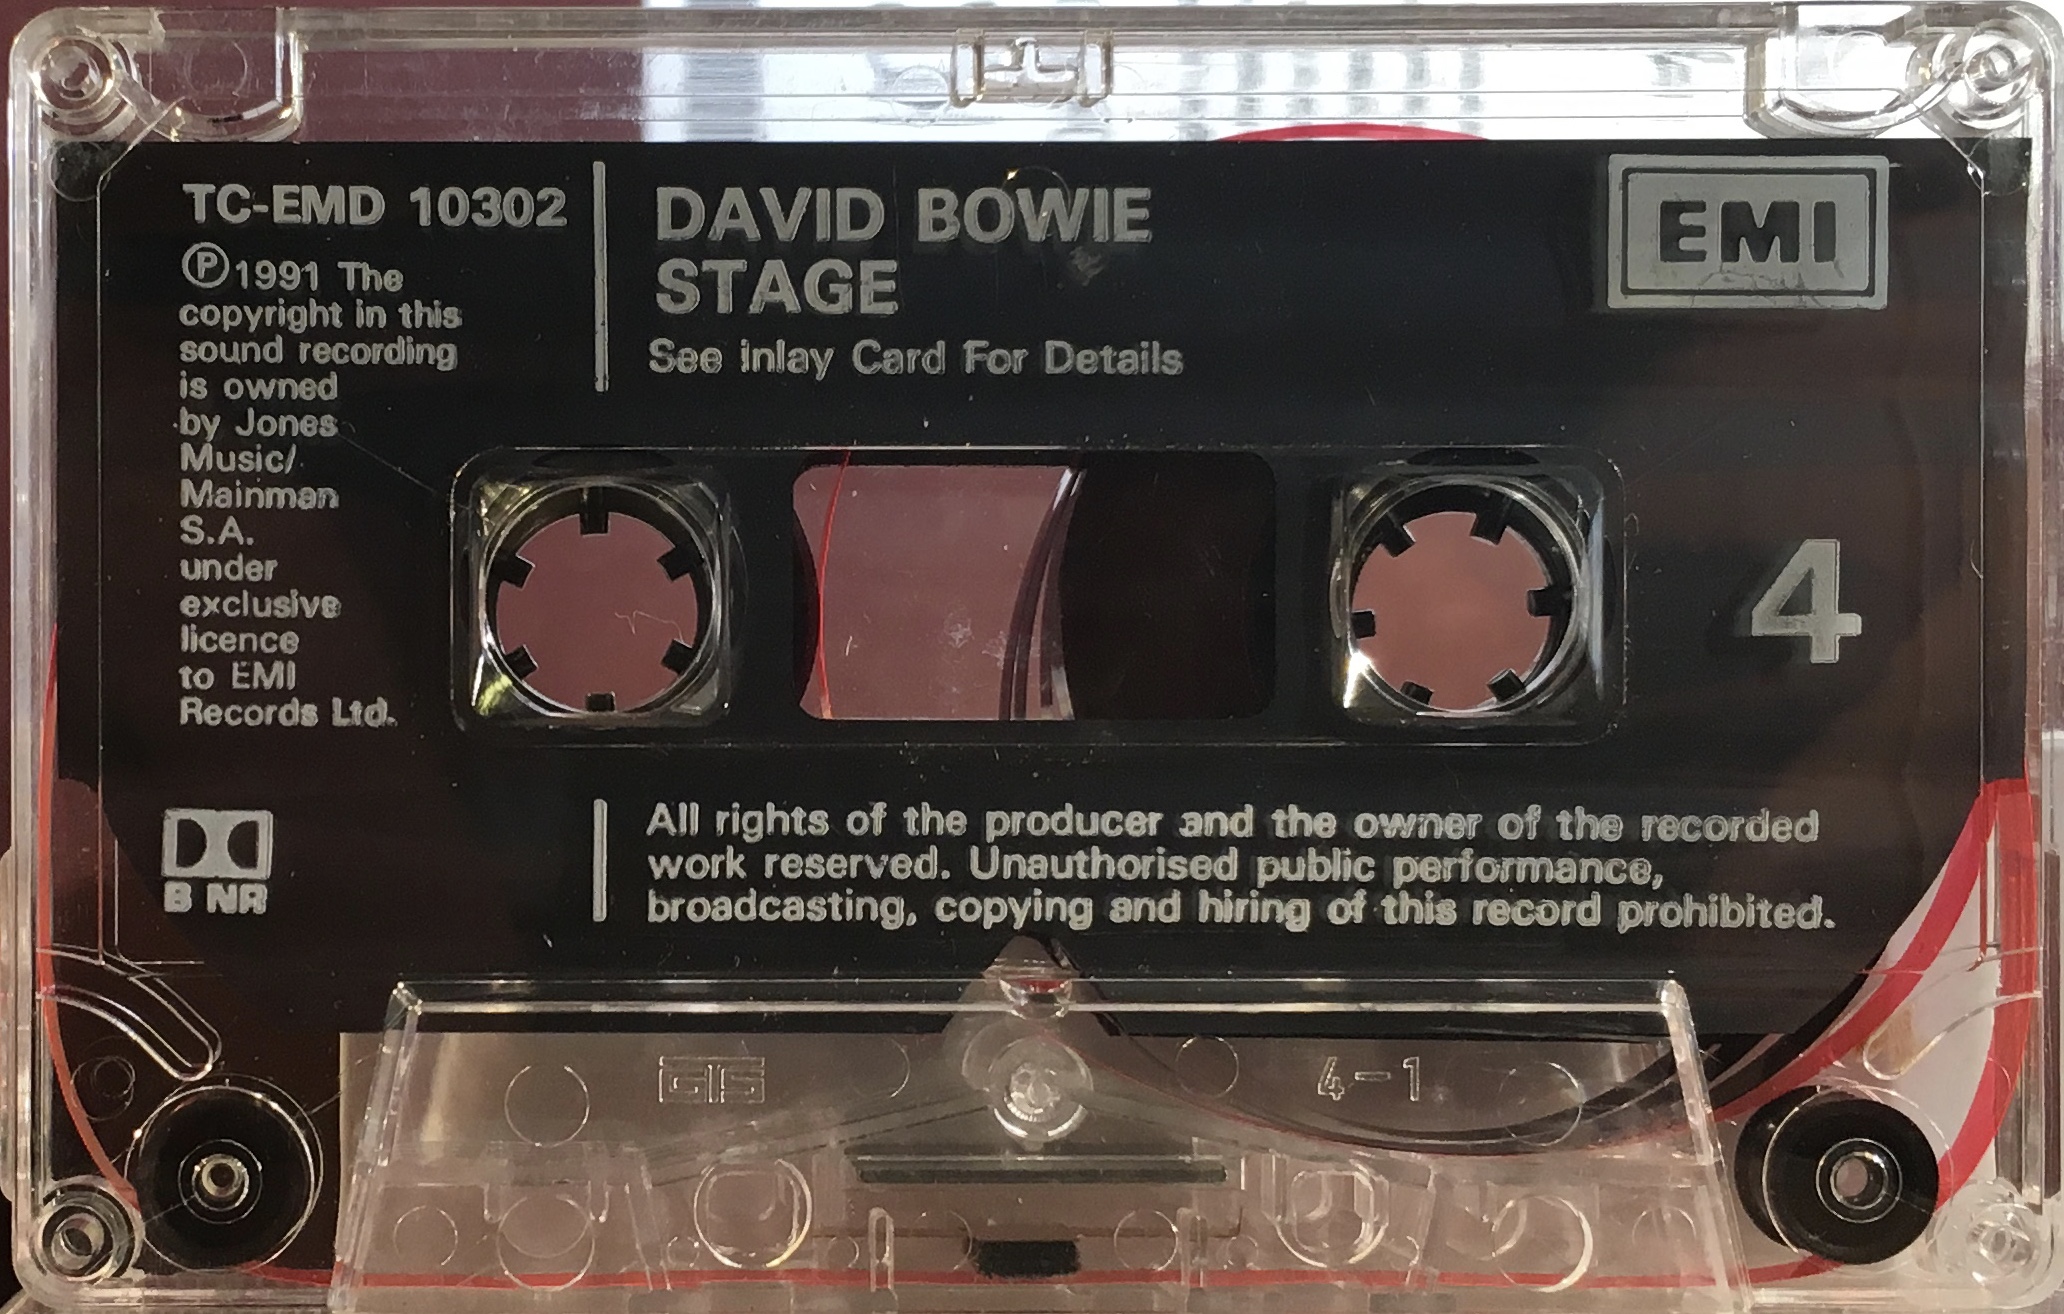 TC-EMD 10302
℗1991 The
copyright in this
sound recording
is owned
by Jones
Music/
Mainman
S.A.
under
exclusive
licence
to EMI
Records Ltd.
DAVID BOWIE
STAGE
See inlay Card For Details
EMI
4
B NR
All rights of the producer and the owner of the recorded
work reserved. Unauthorised public performance,
broadcasting, copying and hiring of this record prohibited.
GTS
4-1